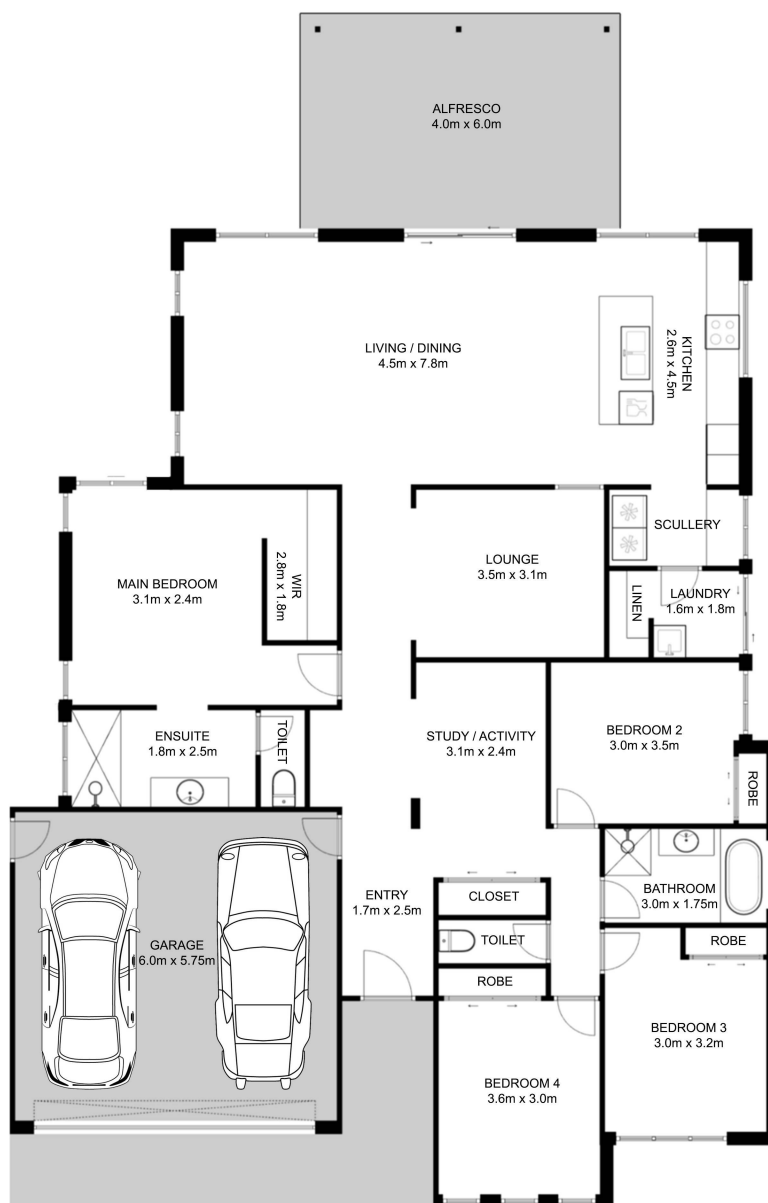 ALFRESCO
4.0m x 6.0m
LIVING / DINING
4.5m x 7.8m
KITCHEN
2.6m x 4.5m
SCULLERY
LOUNGE
3.5m x 3.1m
MAIN BEDROOM
3.1m x 2.4m
WIR
2.8m x 1.8m
LINEN
LAUNDRY
1.6m x 1.8m
ENSUITE
1.8m x 2.5m
TOILET
STUDY / ACTIVITY
3.1m x 2.4m
BEDROOM 2
3.0m x 3.5m
ROBE
ENTRY
1.7m x 2.5m
CLOSET
BATHROOM
3.0m x 1.75m
GARAGE
6.0m x 5.75m
TOILET
ROBE
ROBE
BEDROOM 3
3.0m x 3.2m
BEDROOM 4
3.6m x 3.0m